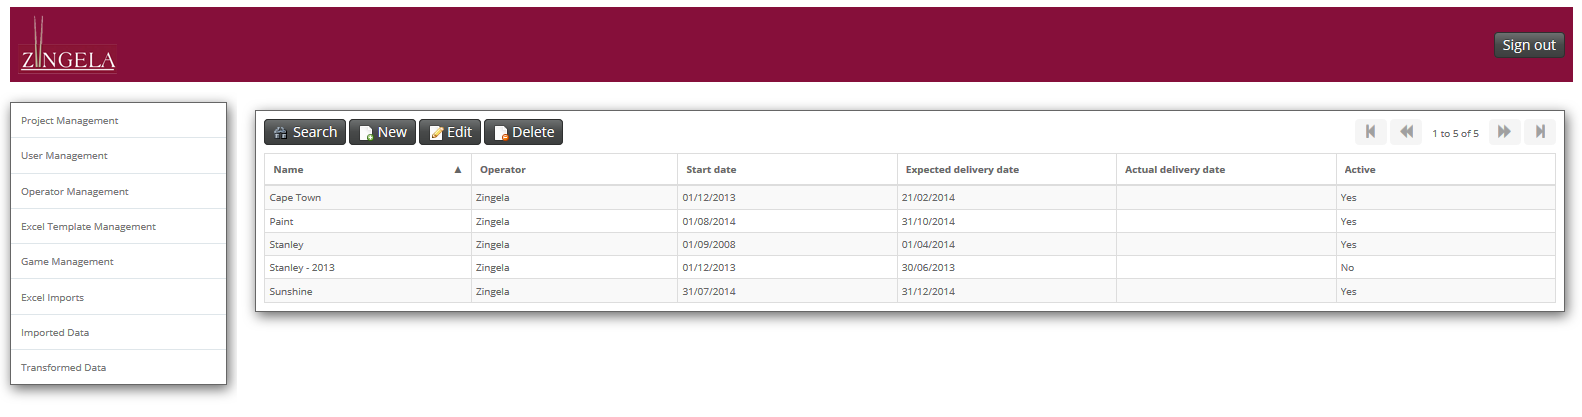 ZINGELA
Sign out
Project Management
User Management
Operator Management
Excel Template Management
Game Management
Excel Imports
Imported Data
Transformed Data
Search New Edit Delete 1 to 5 of 5
Name ▲ Operator Start date Expected delivery date Actual delivery date Active
Cape Town Zingela 01/12/2013 21/02/2014 Yes
Paint Zingela 01/08/2014 31/10/2014 Yes
Stanley Zingela 01/09/2008 01/04/2014 Yes
Stanley - 2013 Zingela 01/12/2013 30/06/2013 No
Sunshine Zingela 31/07/2014 31/12/2014 Yes